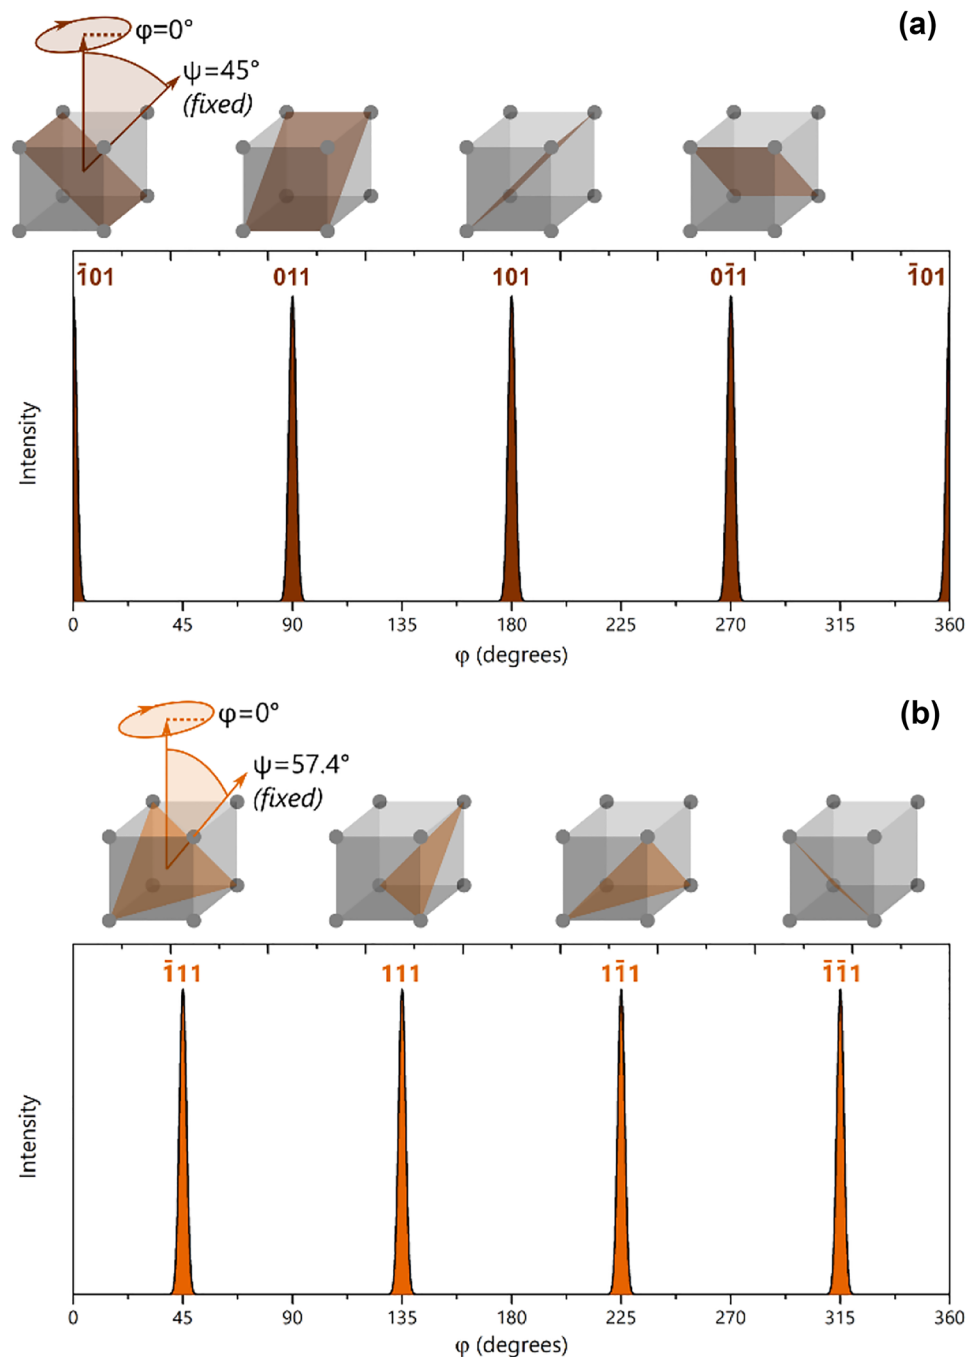 (a)
φ=0°
ψ=45°
(fixed)
1̄01 011 101 01̄1 1̄01
Intensity
0 45 90 135 180 225 270 315 360
φ (degrees)
(b)
φ=0°
ψ=57.4°
(fixed)
1̄11 111 11̄1 1̄1̄1
Intensity
0 45 90 135 180 225 270 315 360
φ (degrees)